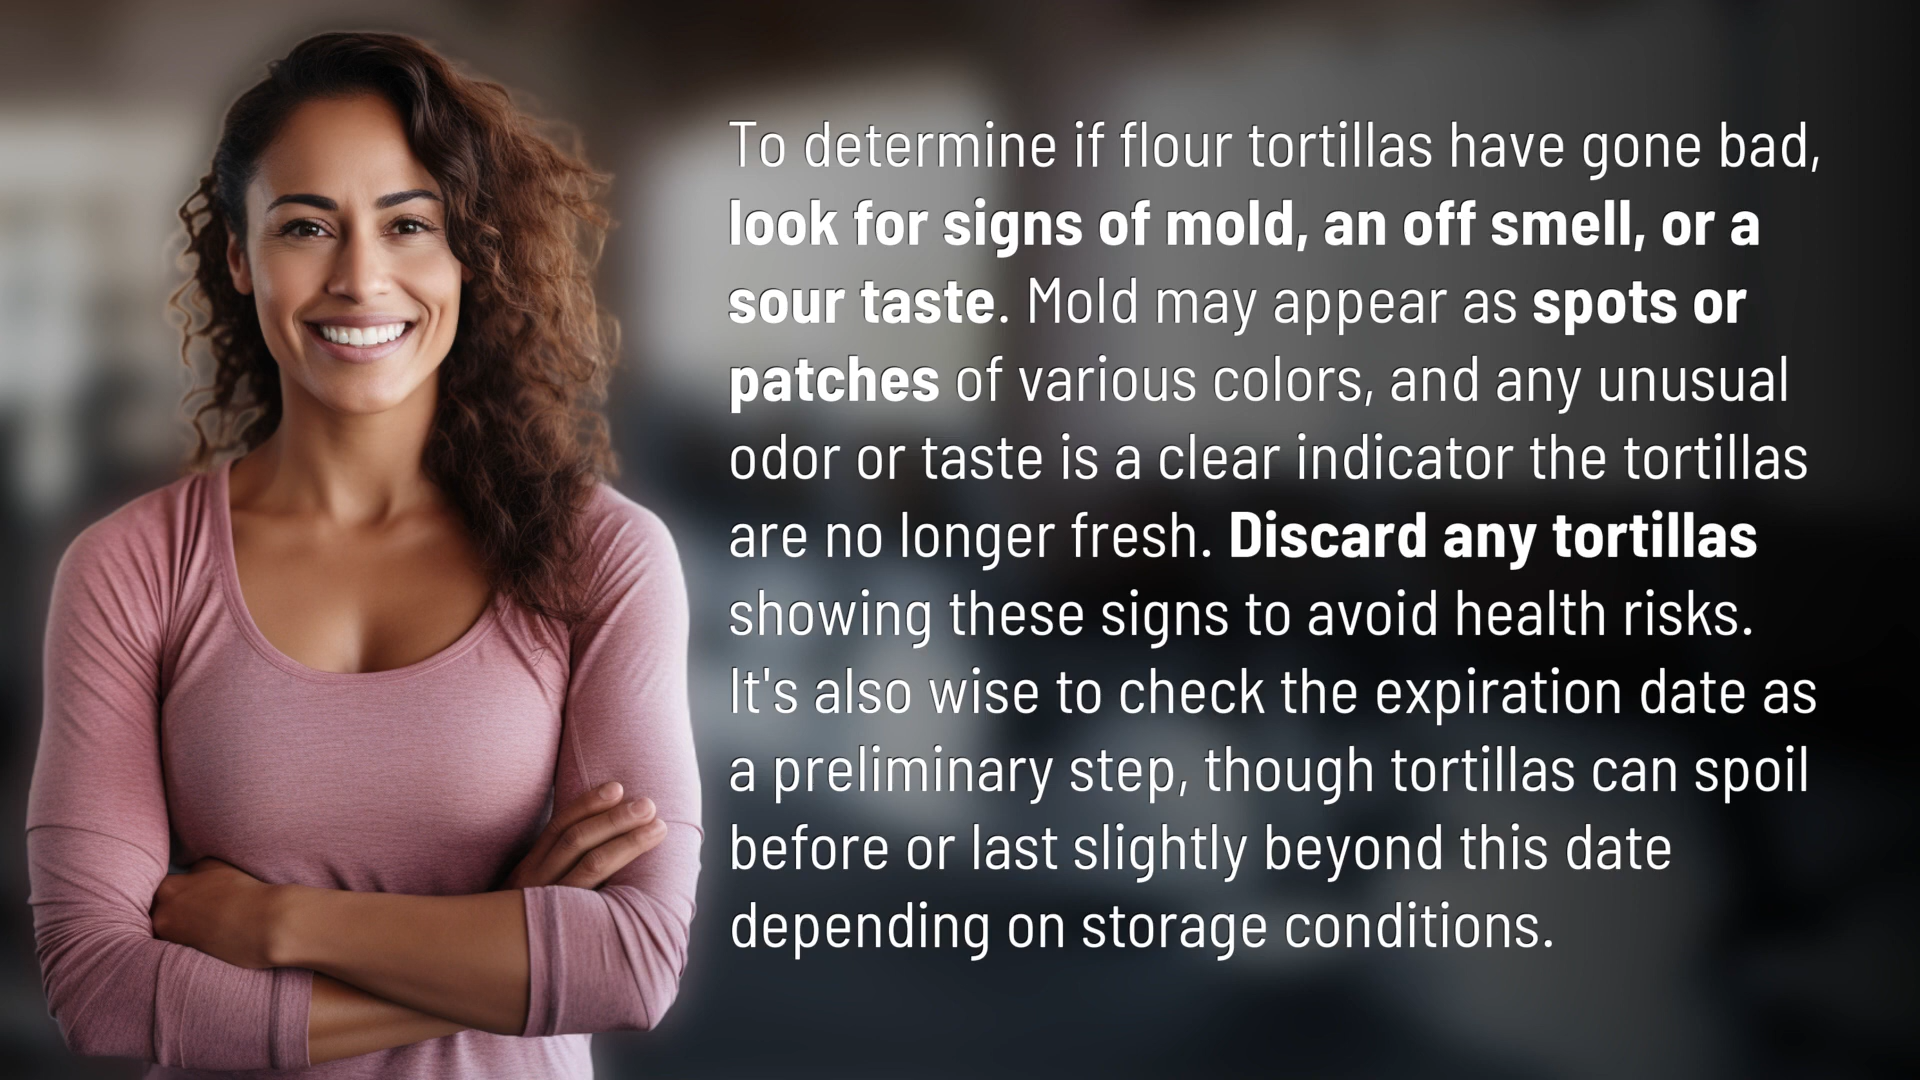 To determine if flour tortillas have gone bad,
look for signs of mold, an off smell, or a
sour taste. Mold may appear as spots or
patches of various colors, and any unusual
odor or taste is a clear indicator the tortillas
are no longer fresh. Discard any tortillas
showing these signs to avoid health risks.
It's also wise to check the expiration date as
a preliminary step, though tortillas can spoil
before or last slightly beyond this date
depending on storage conditions.